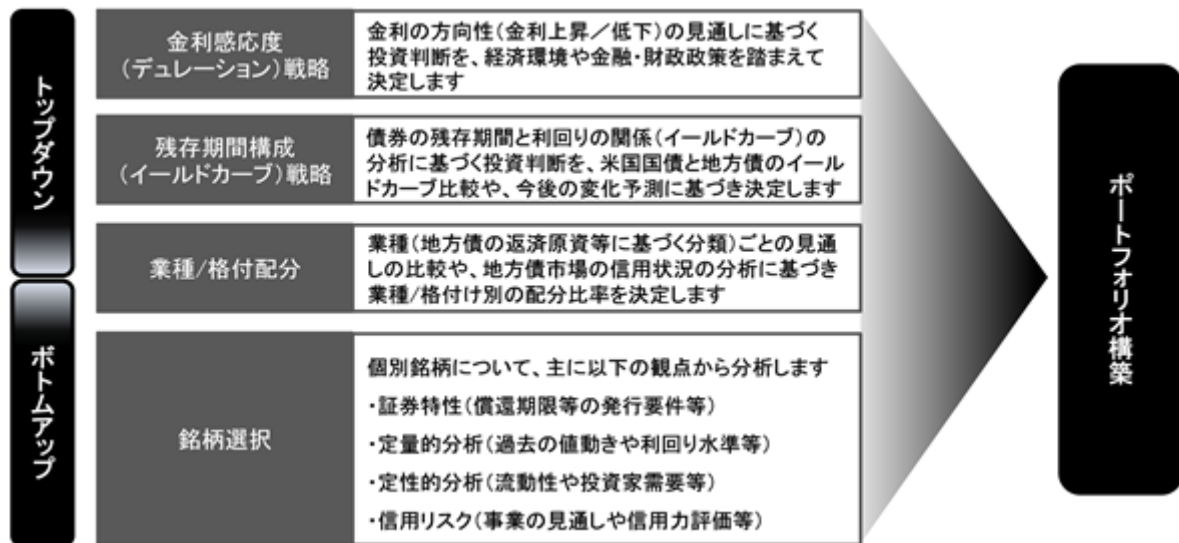 トップダウン
金利感応度
(デュレーション)戦略
金利の方向性(金利上昇/低下)の見通しに基づく
投資判断を、経済環境や金融・財政政策を踏まえて
決定します
残存期間構成
(イールドカーブ)戦略
債券の残存期間と利回りの関係(イールドカーブ)の
分析に基づく投資判断を、米国国債と地方債のイール
ドカーブ比較や、今後の変化予測に基づき決定します
業種/格付配分
業種(地方債の返済原資等に基づく分類)ごとの見通
しの比較や、地方債市場の信用状況の分析に基づき
業種/格付け別の配分比率を決定します
ボトムアップ
銘柄選択
個別銘柄について、主に以下の観点から分析します
・証券特性(償還期限等の発行要件等)
・定量的分析(過去の値動きや利回り水準等)
・定性的分析(流動性や投資家需要等)
・信用リスク(事業の見通しや信用力評価等)
ポートフォリオ構築